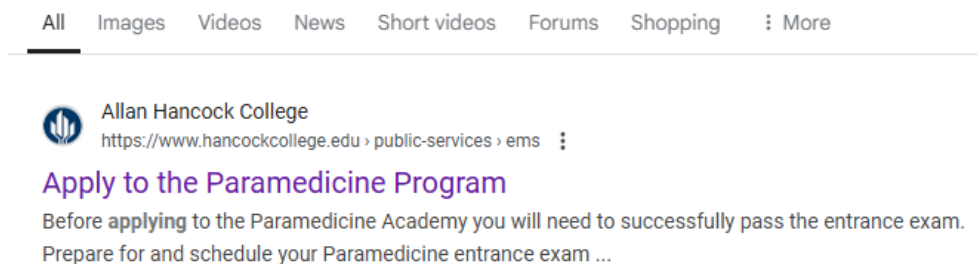 All Images Videos News Short videos Forums Shopping ⋮ More
Allan Hancock College
https://www.hancockcollege.edu › public-services › ems ⋮
Apply to the Paramedicine Program
Before applying to the Paramedicine Academy you will need to successfully pass the entrance exam.
Prepare for and schedule your Paramedicine entrance exam ...